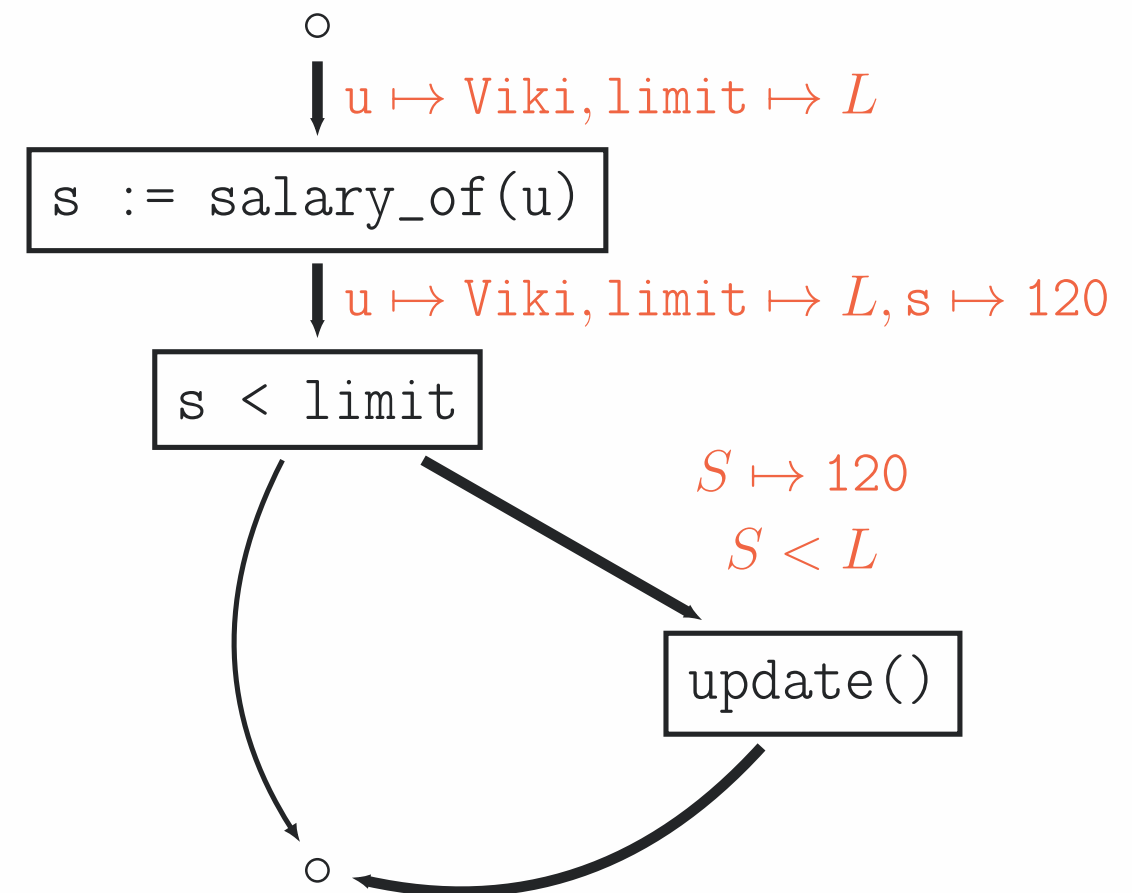 u ↦ Viki, limit ↦ L
s := salary_of(u)
u ↦ Viki, limit ↦ L, s ↦ 120
s < limit
S ↦ 120
S < L
update()